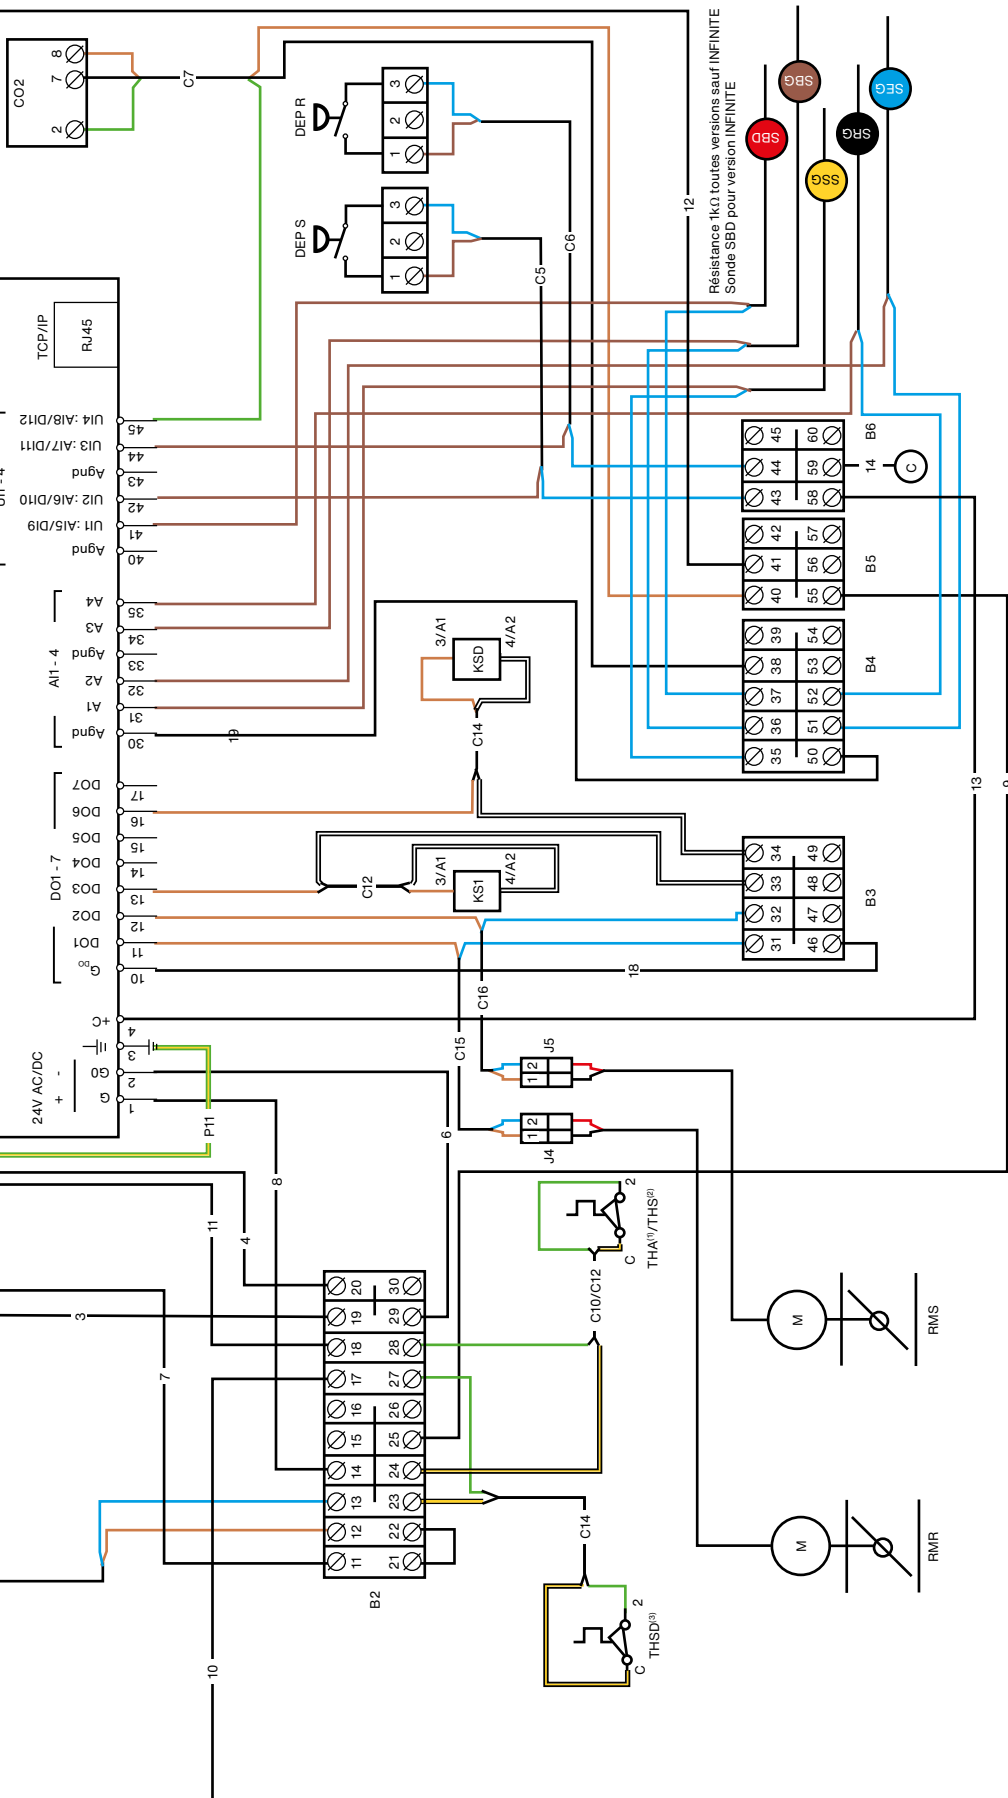 CO2
8
7
2
C7
DEP R
3
2
1
DEP S
3
2
1
C6
C5
12
Résistance 1kΩ toutes versions sauf INFINITE
Sonde SBD pour version INFINITE
SBD
SBG
SSG
SRG
SEG
TCP/IP
RJ45
UI4 :AI8/DI12
45
UI3 :AI7/DI11
44
Agnd
43
UI2 :AI6/DI10
42
UI1 :AI5/DI9
41
Agnd
40
AI1 - 4
A4
35
A3
34
Agnd
33
A2
32
A1
31
Agnd
30
19
DO1 - 7
DO7
17
DO6
16
DO5
15
DO4
14
DO3
13
DO2
12
DO1
11
G DO
10
C+
4
3
24V AC/DC
-
G0
2
+
G
1
P11
3/A1
KSD
4/A2
C14
C12
3/A1
KS1
4/A2
18
C16
C15
45
60
44
59
43
58
B6
14
C
42
57
41
56
40
55
B5
39
54
38
53
37
52
36
51
35
50
B4
13
9
34
49
33
48
32
47
31
46
B3
J5
2
1
J4
2
1
6
8
11
4
3
7
10
20
30
19
29
18
28
17
27
16
26
15
25
14
24
13
23
12
22
11
21
B2
2
C
THA(1)/THS(2)
C10/C12
C14
2
C
THSD(3)
M
RMS
M
RMR